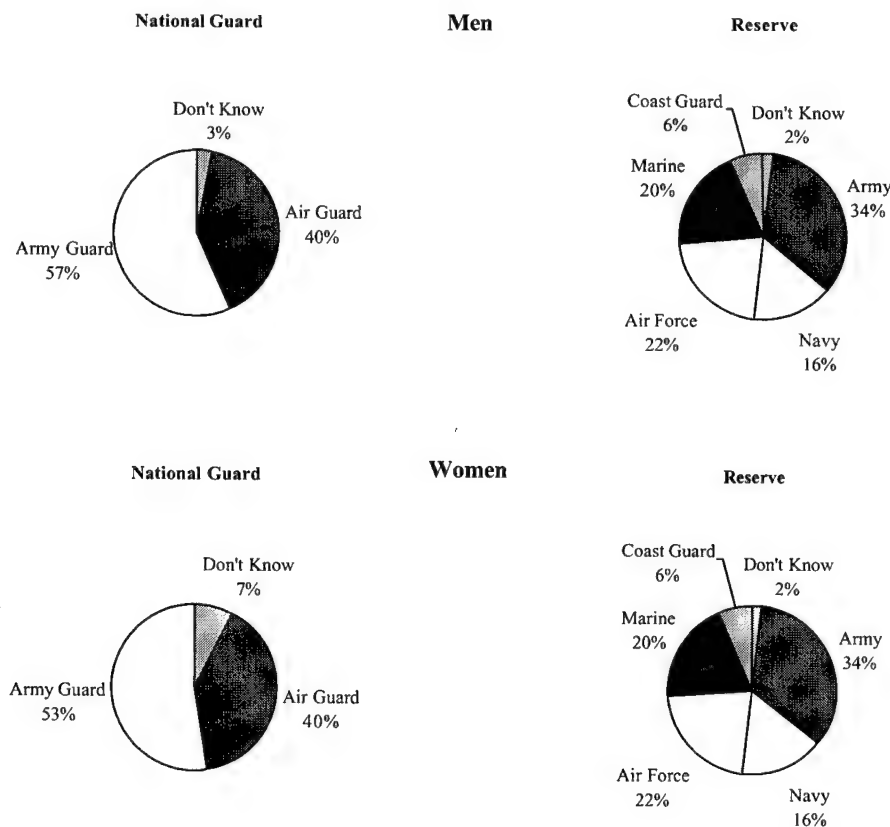 National Guard
Men
Reserve
Don't Know
3%
Air Guard
40%
Army Guard
57%
Coast Guard
6%
Don't Know
2%
Marine
20%
Army
34%
Air Force
22%
Navy
16%
National Guard
Women
Reserve
Don't Know
7%
Army Guard
53%
Air Guard
40%
Coast Guard
6%
Don't Know
2%
Marine
20%
Army
34%
Air Force
22%
Navy
16%